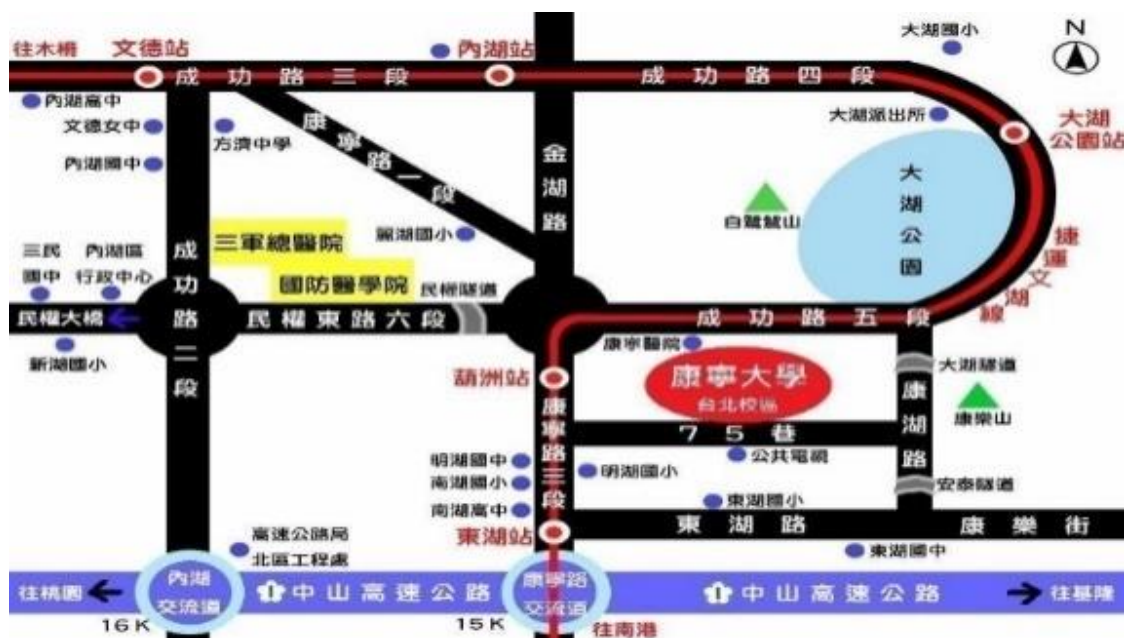 大湖國小
N
往木柵
文德站
內湖站
成功路三段
成功路四段
內湖高中
文德女中
內湖國中
方濟中學
康寧路一段
金湖路
大湖派出所
大湖
公園站
大湖公園
白鷺鷥山
捷運文湖線
麗湖國小
三軍總醫院
國防醫學院
三民
國中
內湖區
行政中心
成功路二段
民權隧道
民權大橋
民權東路六段
成功路五段
新湖國小
康寧醫院
大湖隧道
葫洲站
康寧大學
台北校區
康湖路
康樂山
75巷
康寧路三段
明湖國中
南湖國小
南湖高中
明湖國小
公共電視
安泰隧道
東湖國小
東湖站
東湖路
康樂街
高速公路局
北區工程處
東湖國中
往桃園
內湖
交流道
1
中山高速公路
康寧路
交流道
1
中山高速公路
往基隆
16K
15K
往南港